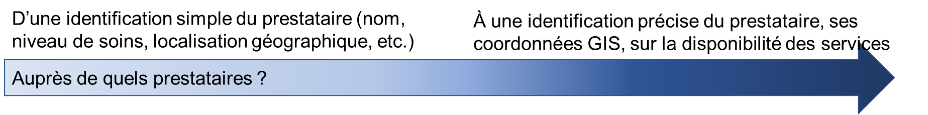 D'une identification simple du prestataire (nom,
niveau de soins, localisation géographique, etc.)
À une identification précise du prestataire, ses
coordonnées GIS, sur la disponibilité des services
Auprès de quels prestataires ?